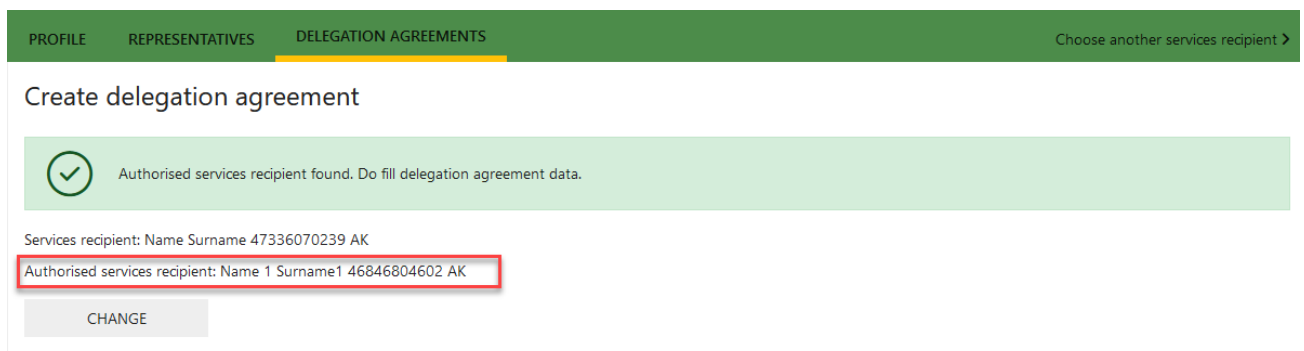 PROFILE REPRESENTATIVES DELEGATION AGREEMENTS Choose another services recipient >
Create delegation agreement
Authorised services recipient found. Do fill delegation agreement data.
Services recipient: Name Surname 47336070239 AK
Authorised services recipient: Name 1 Surname1 46846804602 AK
CHANGE